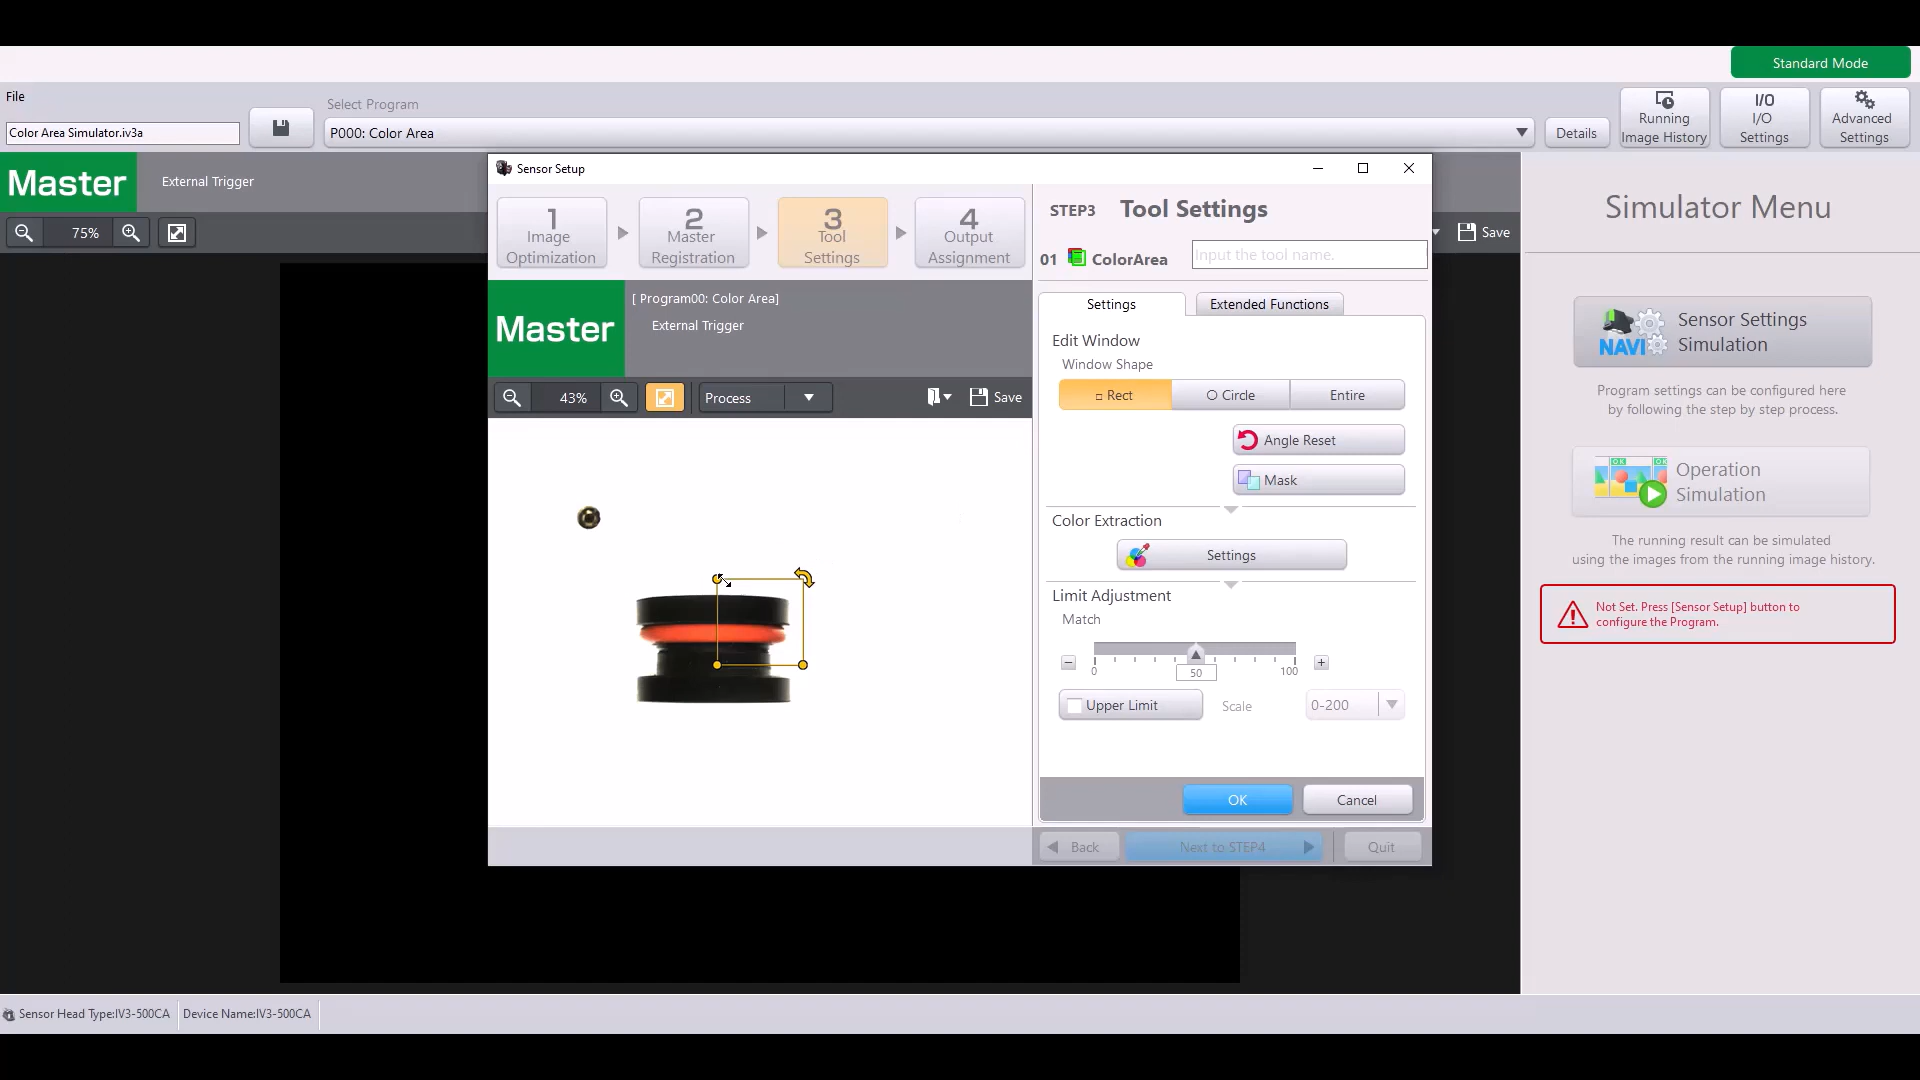 Standard Mode
File
Select Program
Color Area Simulator.iv3a
P000: Color Area
Details
Running
Image History
I/O
I/O
Settings
Advanced
Settings
Master
External Trigger
75%
Save
Sensor Setup
1
Image
Optimization
2
Master
Registration
3
Tool
Settings
4
Output
Assignment
Master
[ Program00: Color Area]
External Trigger
43%
Process
Save
STEP3 Tool Settings
01 ColorArea
Input the tool name.
Settings
Extended Functions
Edit Window
Window Shape
Rect
Circle
Entire
Angle Reset
Mask
Color Extraction
Settings
Limit Adjustment
Match
0
50
100
Upper Limit
Scale
0-200
OK
Cancel
Back
Next to STEP4
Quit
Simulator Menu
NAVI
Sensor Settings
Simulation
Program settings can be configured here
by following the step by step process.
OK
OK
Operation
Simulation
The running result can be simulated
using the images from the running image history.
Not Set. Press [Sensor Setup] button to
configure the Program.
Sensor Head Type:IV3-500CA
Device Name:IV3-500CA